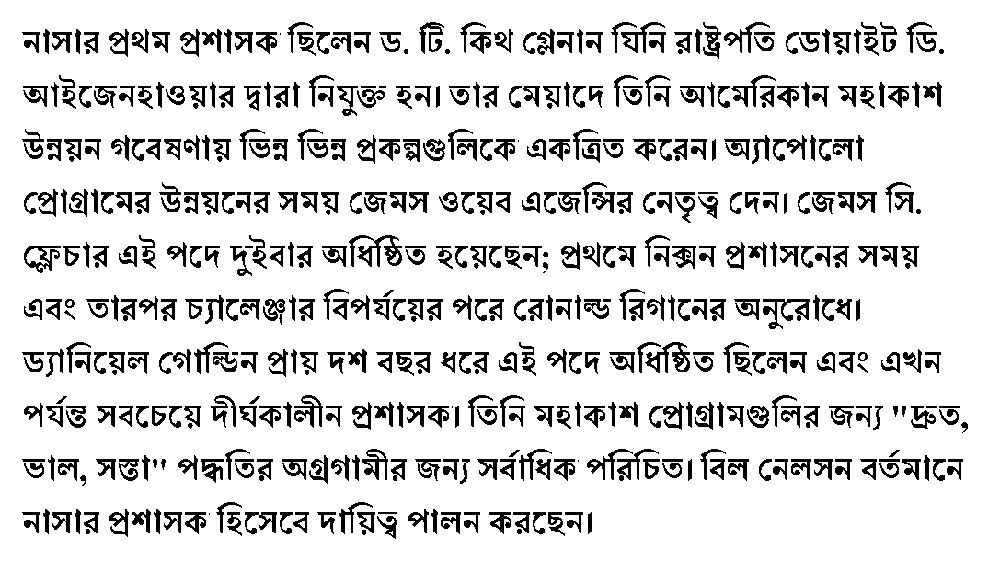 নাসার প্রথম প্রশাসক ছিলেন ড. টি. কিথ গ্লেনান যিনি রাষ্ট্রপতি ডোয়াইট ডি.
আইজেনহাওয়ার দ্বারা নিযুক্ত হন। তার মেয়াদে তিনি আমেরিকান মহাকাশ
উন্নয়ন গবেষণায় ভিন্ন ভিন্ন প্রকল্পগুলিকে একত্রিত করেন। অ্যাপোলো
প্রোগ্রামের উন্নয়নের সময় জেমস ওয়েব এজেন্সির নেতৃত্ব দেন। জেমস সি.
ফ্লেচার এই পদে দুইবার অধিষ্ঠিত হয়েছেন; প্রথমে নিক্সন প্রশাসনের সময়
এবং তারপর চ্যালেঞ্জার বিপর্যয়ের পরে রোনাল্ড রিগানের অনুরোধে।
ড্যানিয়েল গোল্ডিন প্রায় দশ বছর ধরে এই পদে অধিষ্ঠিত ছিলেন এবং এখন
পর্যন্ত সবচেয়ে দীর্ঘকালীন প্রশাসক। তিনি মহাকাশ প্রোগ্রামগুলির জন্য "দ্রুত,
ভাল, সস্তা" পদ্ধতির অগ্রগামীর জন্য সর্বাধিক পরিচিত। বিল নেলসন বর্তমানে
নাসার প্রশাসক হিসেবে দায়িত্ব পালন করছেন।